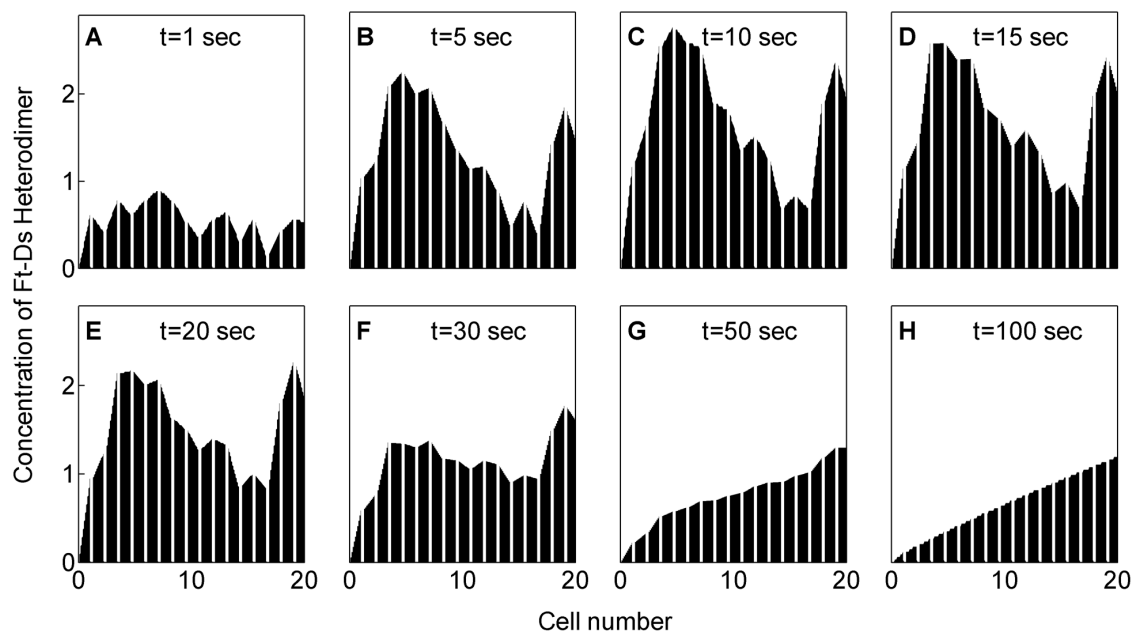 Concentration of Ft-Ds Heterodimer
A t=1 sec
B t=5 sec
C t=10 sec
D t=15 sec
2
1
0
E t=20 sec
F t=30 sec
G t=50 sec
H t=100 sec
2
1
0
0 10 20
0 10 20
0 10 20
0 10 20
Cell number